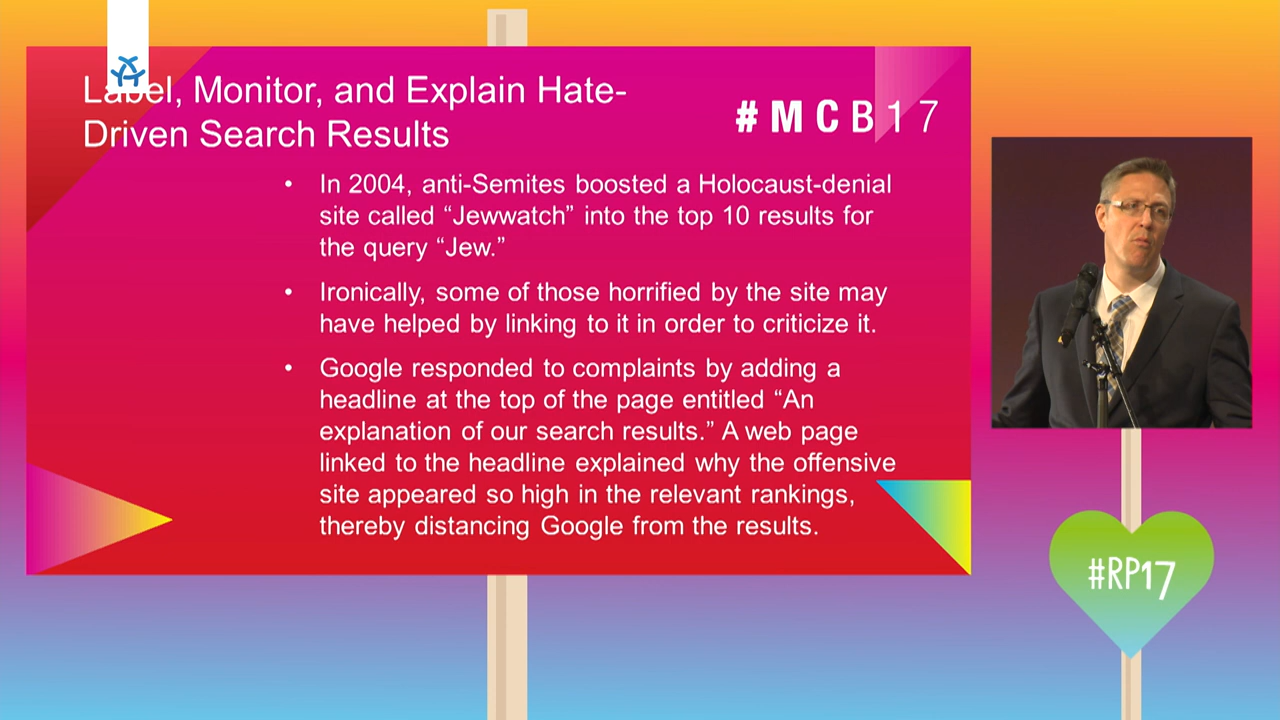 Label, Monitor, and Explain Hate-
Driven Search Results
#MCB17
• In 2004, anti-Semites boosted a Holocaust-denial
site called “Jewwatch” into the top 10 results for
the query “Jew.”
• Ironically, some of those horrified by the site may
have helped by linking to it in order to criticize it.
• Google responded to complaints by adding a
headline at the top of the page entitled “An
explanation of our search results.” A web page
linked to the headline explained why the offensive
site appeared so high in the relevant rankings,
thereby distancing Google from the results.
#RP17